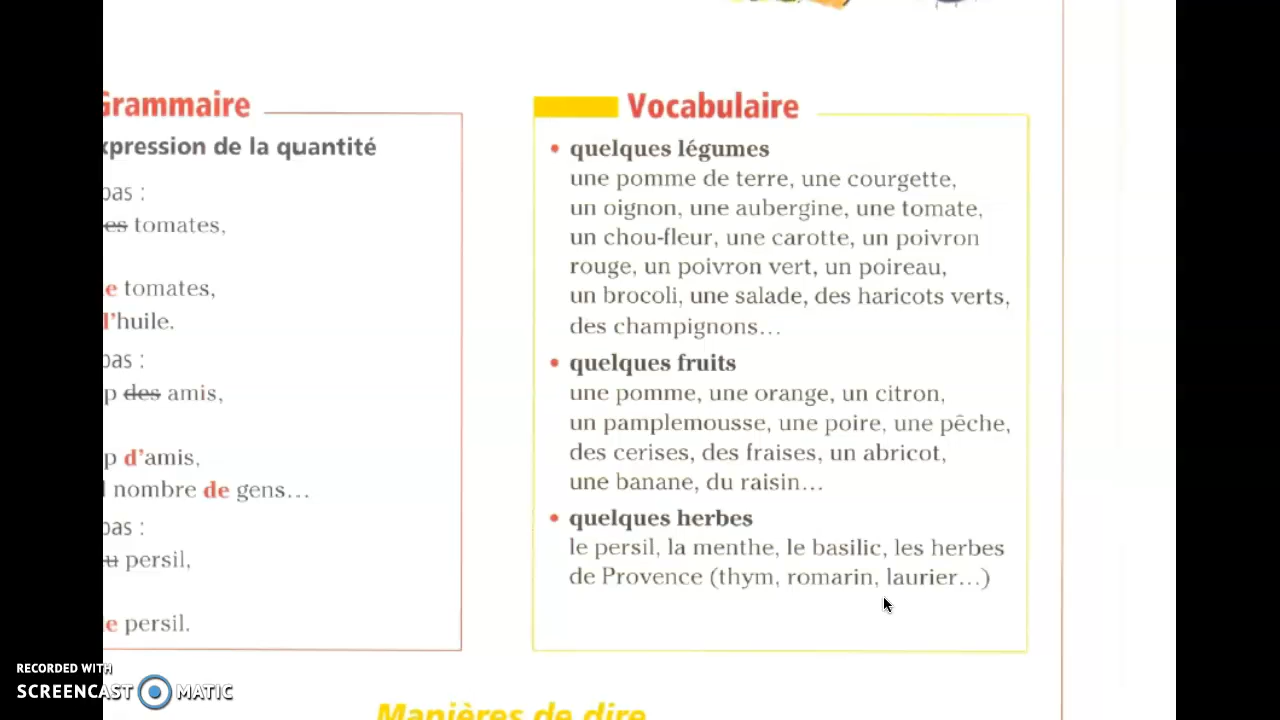 Grammaire
expression de la quantité
pas :
es tomates,
e tomates,
l'huile.
pas :
p des amis,
p d'amis,
l nombre de gens...
pas :
u persil,
e persil.
Vocabulaire
• quelques légumes
une pomme de terre, une courgette,
un oignon, une aubergine, une tomate,
un chou-fleur, une carotte, un poivron
rouge, un poivron vert, un poireau,
un brocoli, une salade, des haricots verts,
des champignons...
• quelques fruits
une pomme, une orange, un citron,
un pamplemousse, une poire, une pêche,
des cerises, des fraises, un abricot,
une banane, du raisin...
• quelques herbes
le persil, la menthe, le basilic, les herbes
de Provence (thym, romarin, laurier...)
Manières de dire
RECORDED WITH
SCREENCAST MATIC